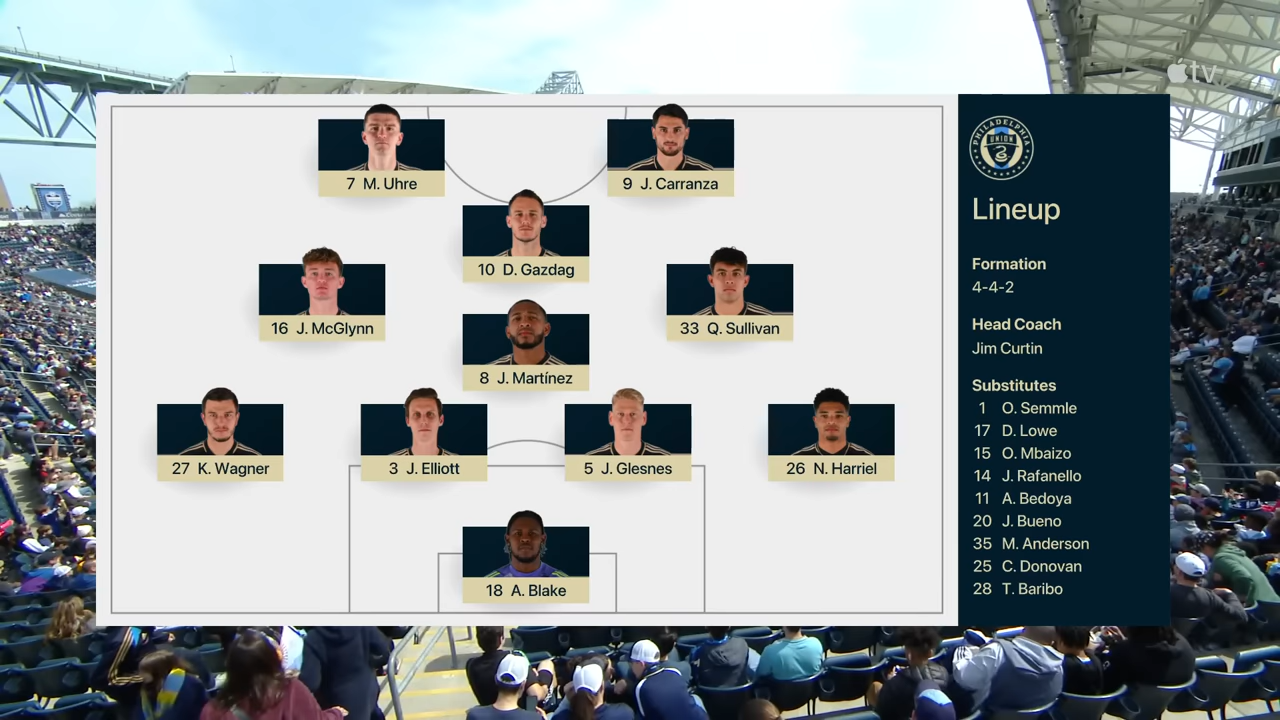 tv
7 M. Uhre
9 J. Carranza
10 D. Gazdag
16 J. McGlynn
33 Q. Sullivan
8 J. Martínez
27 K. Wagner
3 J. Elliott
5 J. Glesnes
26 N. Harriel
18 A. Blake
PHILADELPHIA
UNION
Lineup
Formation
4-4-2
Head Coach
Jim Curtin
Substitutes
1 O. Semmle
17 D. Lowe
15 O. Mbaizo
14 J. Rafanello
11 A. Bedoya
20 J. Bueno
35 M. Anderson
25 C. Donovan
28 T. Baribo